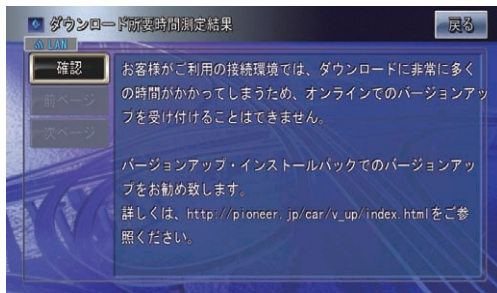 ダウンロード所要時間測定結果
戻る
LAN
確認
前ページ
次ページ
お客様がご利用の接続環境では、ダウンロードに非常に多く
の時間がかかってしまうため、オンラインでのバージョンアッ
プを受け付けることはできません。
バージョンアップ・インストールパックでのバージョンアッ
プをお勧め致します。
詳しくは、http://pioneer.jp/car/v_up/index.htmlをご参
照ください。